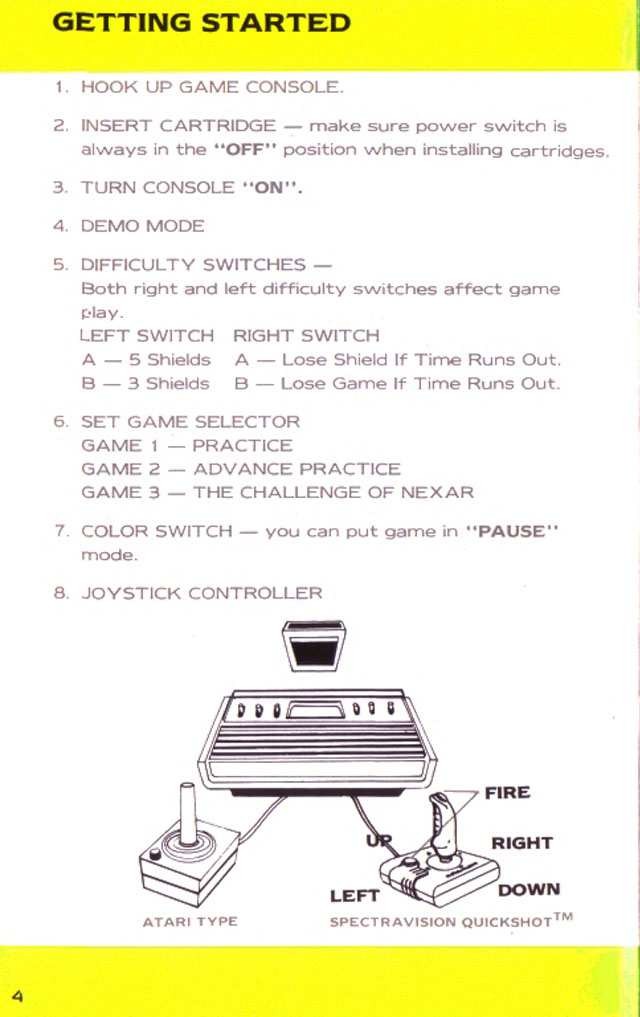 GETTING STARTED
1. HOOK UP GAME CONSOLE.
2. INSERT CARTRIDGE — make sure power switch is
always in the "OFF" position when installing cartridges.
3. TURN CONSOLE "ON".
4. DEMO MODE
5. DIFFICULTY SWITCHES —
Both right and left difficulty switches affect game
play.
LEFT SWITCH RIGHT SWITCH
A — 5 Shields A — Lose Shield If Time Runs Out.
B — 3 Shields B — Lose Game If Time Runs Out.
6. SET GAME SELECTOR
GAME 1 — PRACTICE
GAME 2 — ADVANCE PRACTICE
GAME 3 — THE CHALLENGE OF NEXAR
7. COLOR SWITCH — you can put game in "PAUSE"
mode.
8. JOYSTICK CONTROLLER
FIRE
UP RIGHT
LEFT DOWN
ATARI TYPE SPECTRAVISION QUICKSHOT™
4